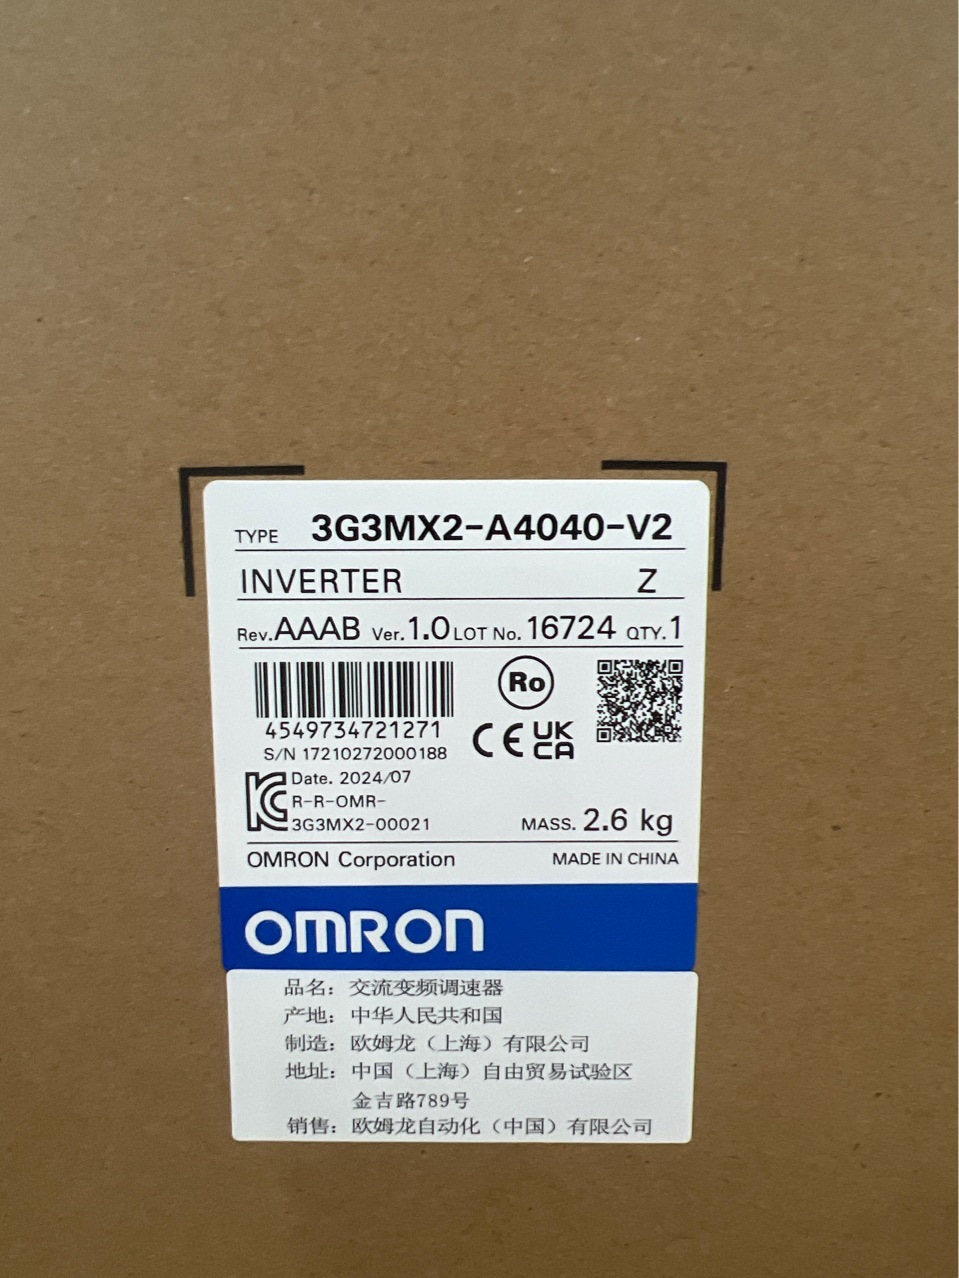 TYPE 3G3MX2-A4040-V2
INVERTER Z
Rev.AAAB Ver.1.0 LOT No. 16724 QTY.1
Ro
4549734721271
CE UKCA
S/N 17210272000188
Date. 2024/07
R-R-OMR-
3G3MX2-00021
MASS. 2.6 kg
OMRON Corporation MADE IN CHINA
OMRON
品名：交流变频调速器
产地：中华人民共和国
制造：欧姆龙（上海）有限公司
地址：中国（上海）自由贸易试验区
金吉路789号
销售：欧姆龙自动化（中国）有限公司